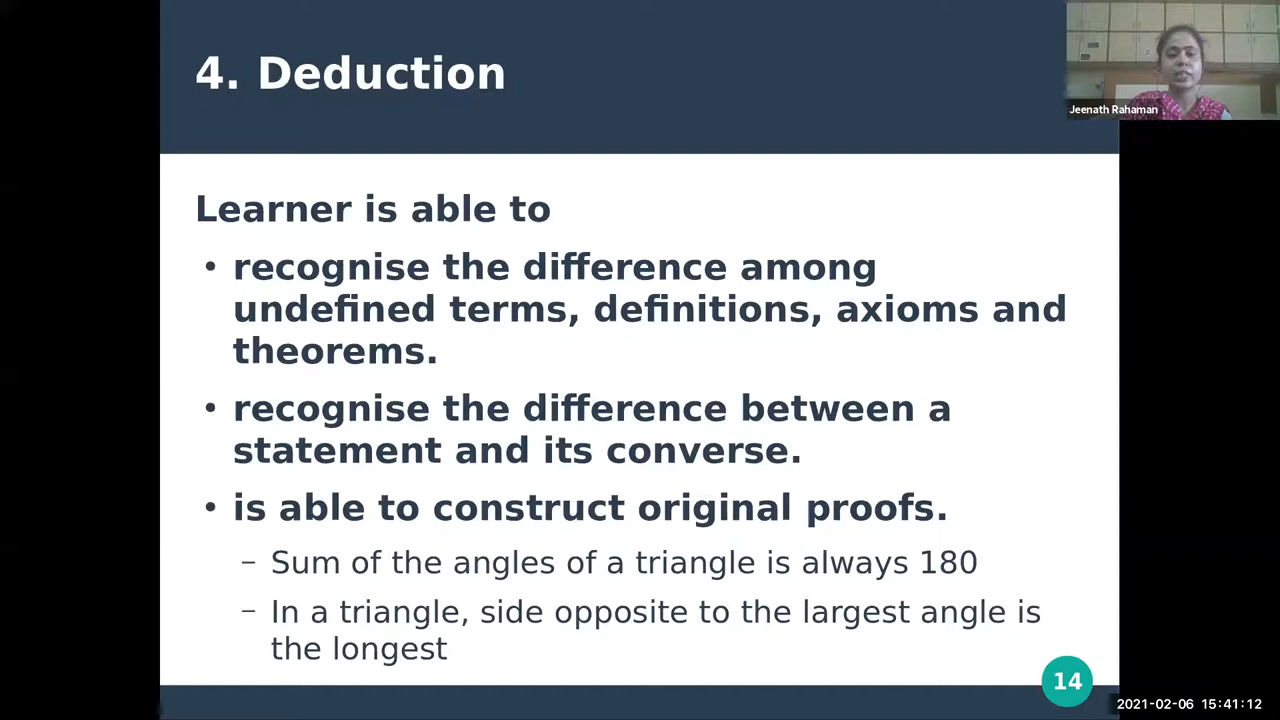 4. Deduction
Jeenath Rahaman
Learner is able to
• recognise the difference among
undefined terms, definitions, axioms and
theorems.
• recognise the difference between a
statement and its converse.
• is able to construct original proofs.
– Sum of the angles of a triangle is always 180
– In a triangle, side opposite to the largest angle is
the longest
14
2021-02-06 15:41:12